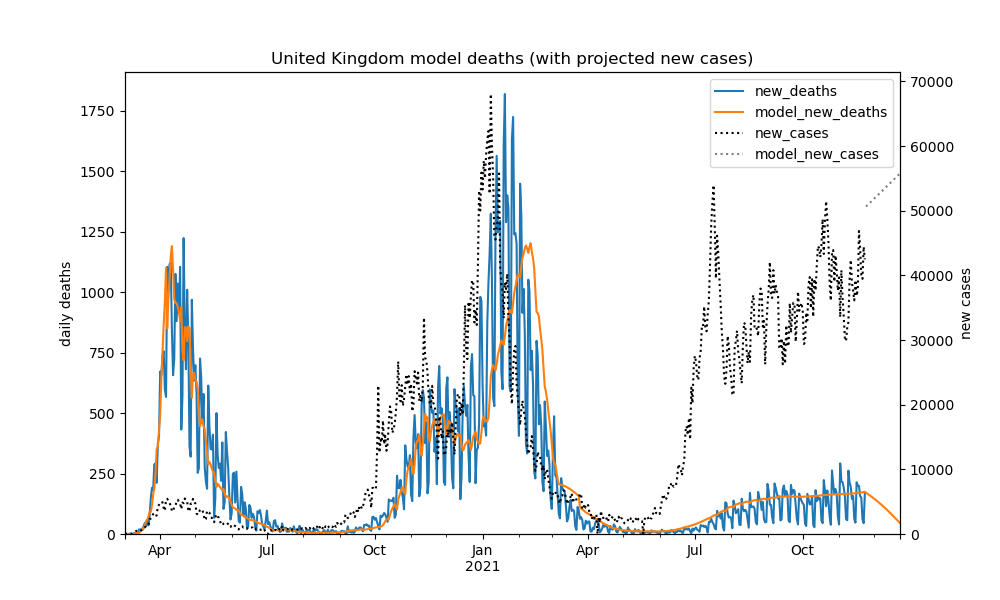 United Kingdom model deaths (with projected new cases)
new_deaths
model_new_deaths
new_cases
model_new_cases
daily deaths
1750
1500
1250
1000
750
500
250
0
new cases
70000
60000
50000
40000
30000
20000
10000
0
Apr Jul Oct Jan Apr Jul Oct
2021